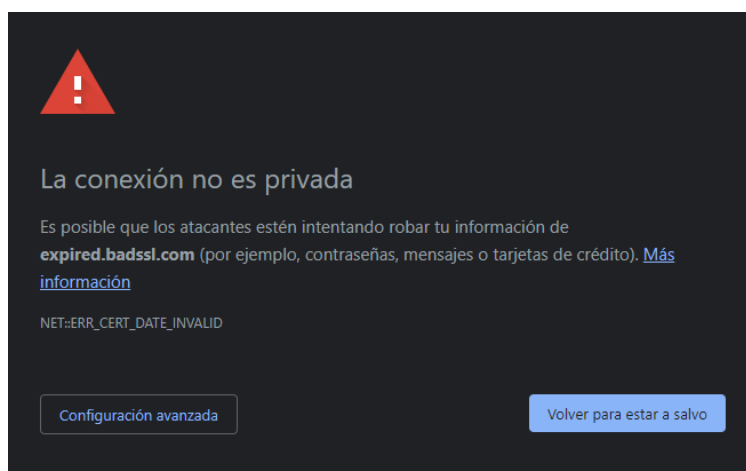 La conexión no es privada
Es posible que los atacantes estén intentando robar tu información de
expired.badssl.com (por ejemplo, contraseñas, mensajes o tarjetas de crédito). Más
información
NET::ERR_CERT_DATE_INVALID
Configuración avanzada
Volver para estar a salvo